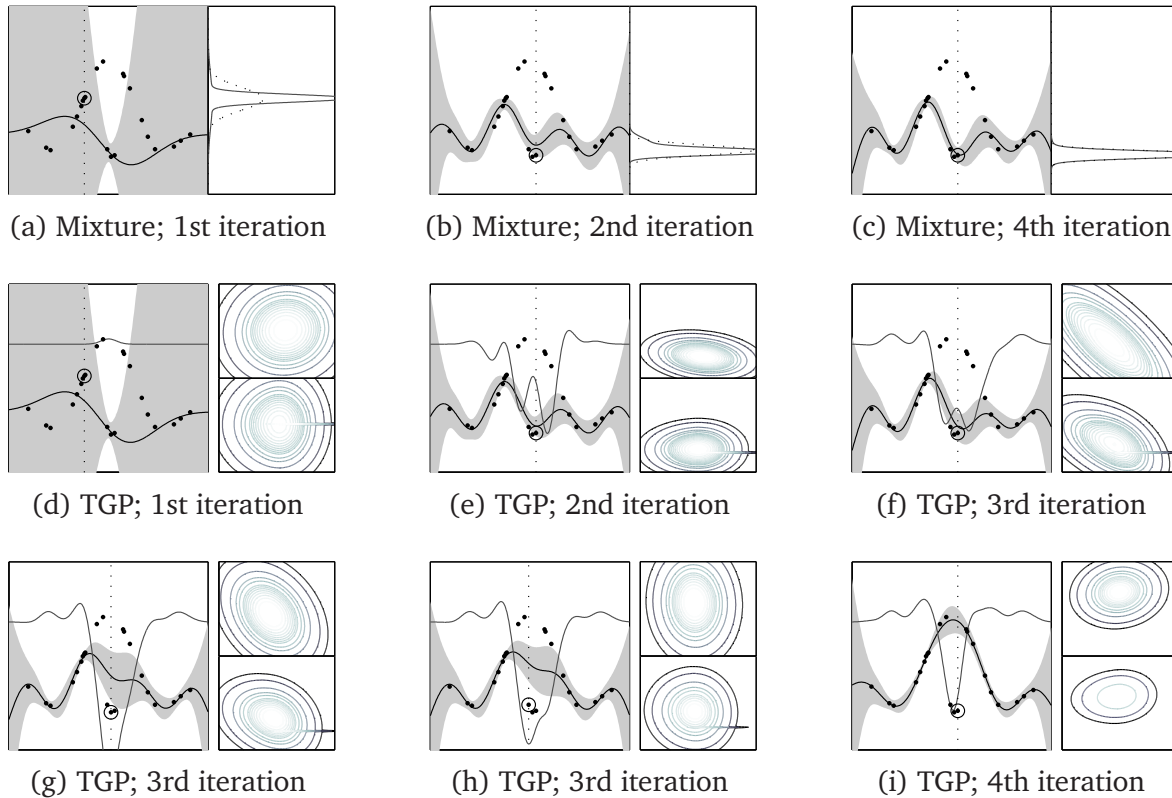 (a) Mixture; 1st iteration
(b) Mixture; 2nd iteration
(c) Mixture; 4th iteration
(d) TGP; 1st iteration
(e) TGP; 2nd iteration
(f) TGP; 3rd iteration
(g) TGP; 3rd iteration
(h) TGP; 3rd iteration
(i) TGP; 4th iteration